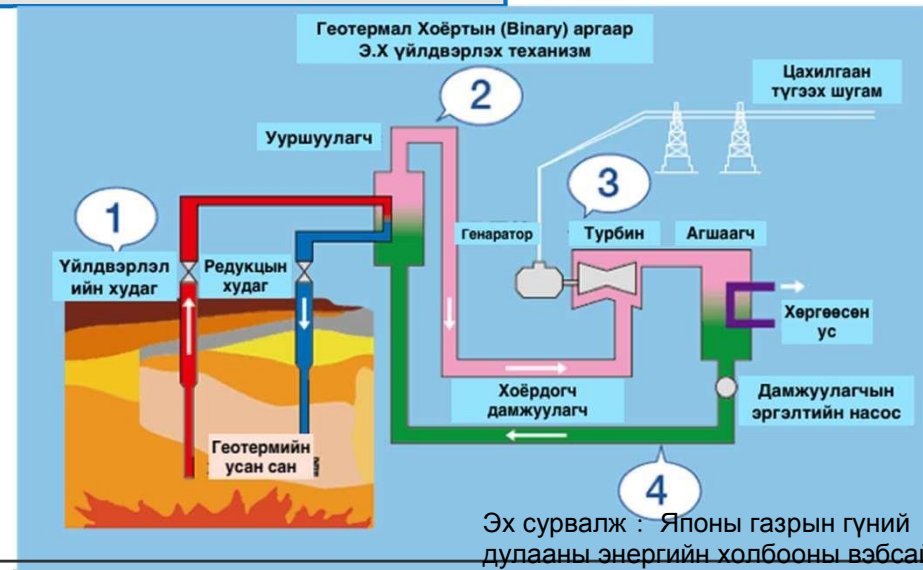 Геотермал Хоёртын (Binary) аргаар
Э.Х үйлдвэрлэх теханизм
Цахилгаан
түгээх шугам
2
Ууршуулагч
3
1
Генаратор
Турбин
Агшаагч
Үйлдвэрлэл
ийн худаг
Редукцын
худаг
Хөргөөсөн
ус
Хоёрдогч
дамжуулагч
Дамжуулагчын
эргэлтийн насос
Геотермийн
усан сан
4
Эх сурвалж : Японы газрын гүний
дулааны энергийн холбооны вэбсай